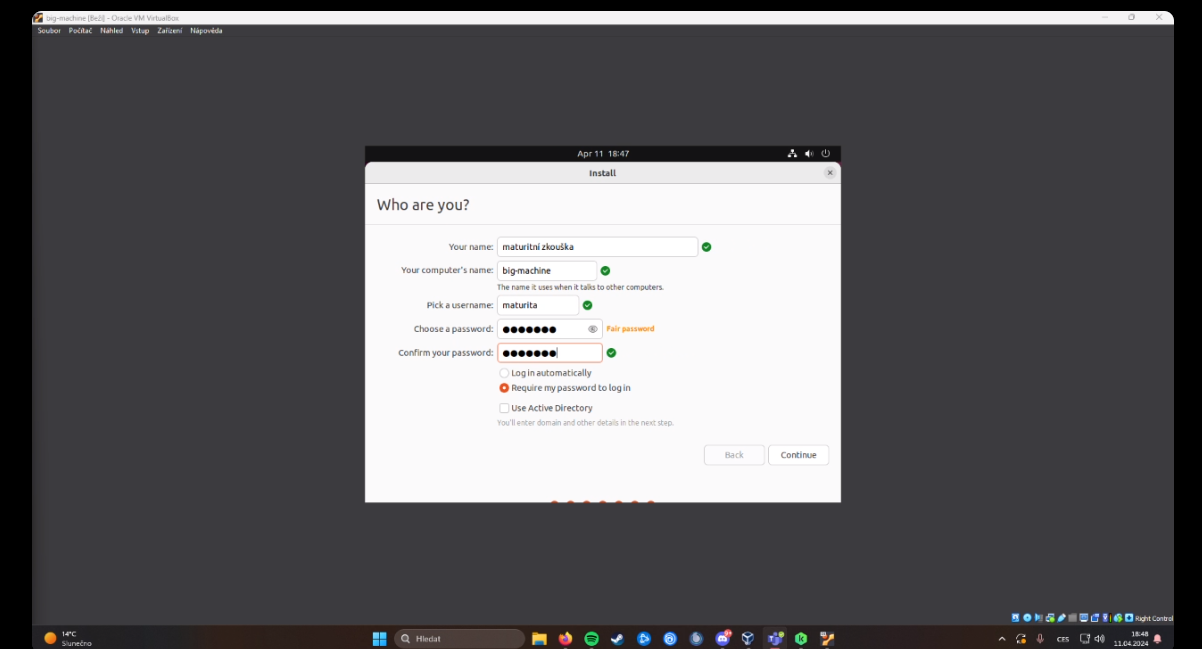 big-machine [Beží] - Oracle VM VirtualBox
Soubor Počítač Náhled Vstup Zařízení Nápověda
Apr 11 18:47
Install
Who are you?
Your name: maturitní zkouška
Your computer's name: big-machine
The name it uses when it talks to other computers.
Pick a username: maturita
Choose a password: ●●●●●●● Fair password
Confirm your password: ●●●●●●●
Log in automatically
Require my password to log in
Use Active Directory
You'll enter domain and other details in the next step.
Back Continue
Right Control
14°C
Slunečno
Hledat
CES
18:48
11.04.2024